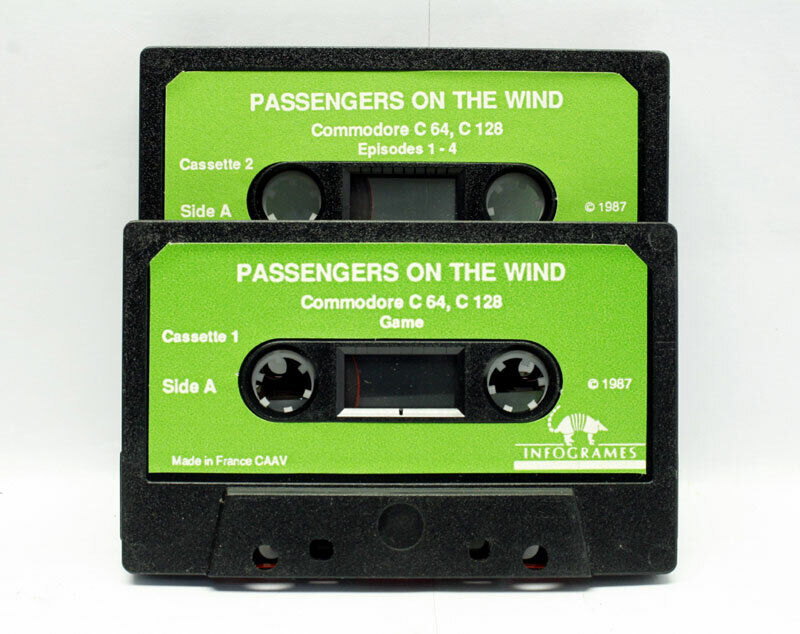 PASSENGERS ON THE WIND
Commodore C 64, C 128
Episodes 1 - 4
Cassette 2
Side A
© 1987
PASSENGERS ON THE WIND
Commodore C 64, C 128
Game
Cassette 1
Side A
© 1987
INFOGRAMES
Made in France CAAV